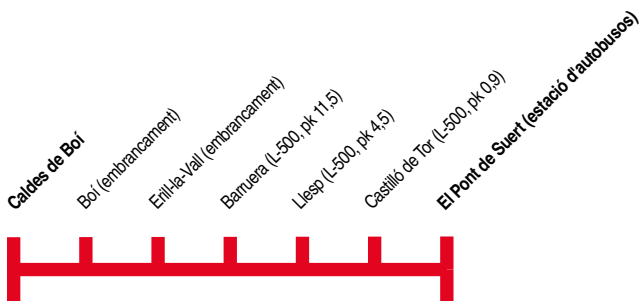 Caldes de Boí
Boí (embrancament)
Erill-la-Vall (embrancament)
Barruera (L-500, pk 11,5)
Llesp (L-500, pk 4,5)
Castilló de Tor (L-500, pk 0,9)
El Pont de Suert (estació d'autobusos)